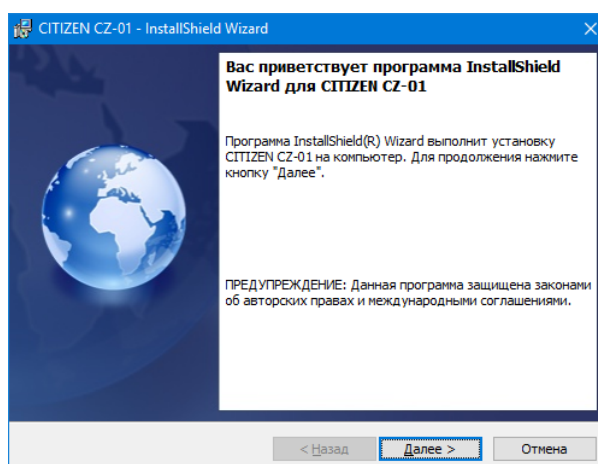 CITIZEN CZ-01 - InstallShield Wizard
Вас приветствует программа InstallShield
Wizard для CITIZEN CZ-01
Программа InstallShield(R) Wizard выполнит установку
CITIZEN CZ-01 на компьютер. Для продолжения нажмите
кнопку "Далее".
ПРЕДУПРЕЖДЕНИЕ: Данная программа защищена законами
об авторских правах и международными соглашениями.
< Назад Далее > Отмена